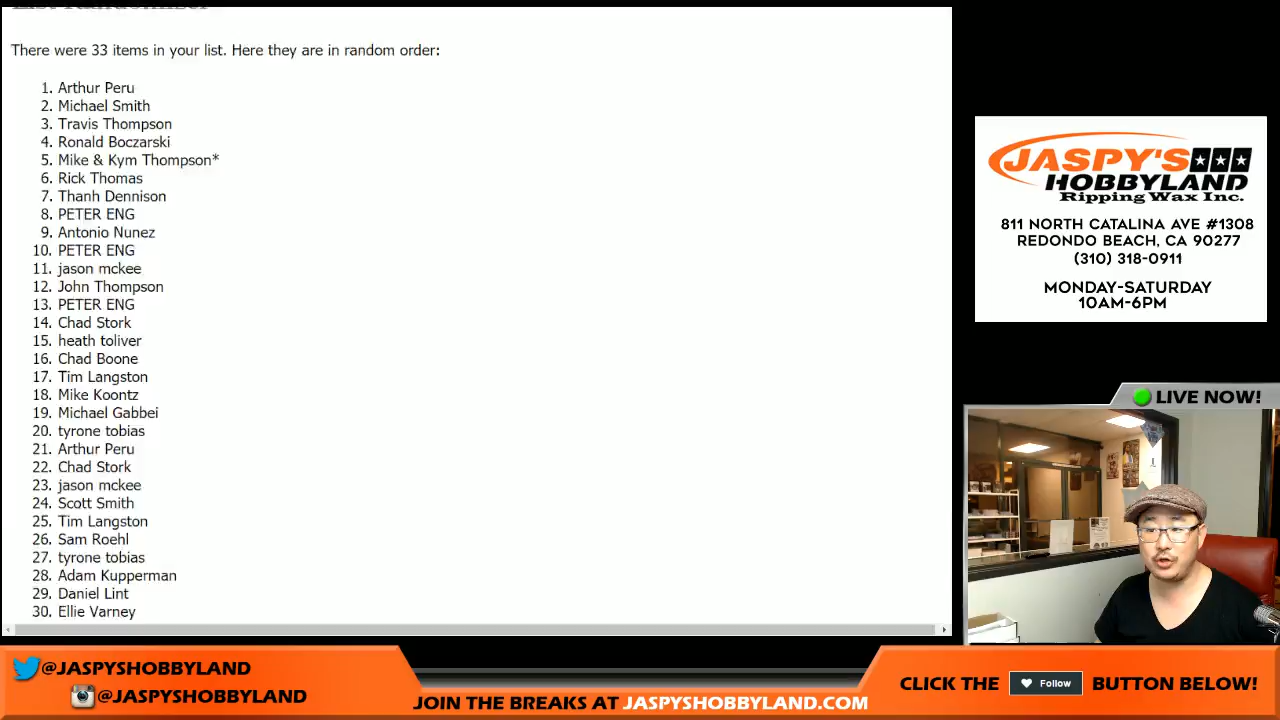 List Randomizer
There were 33 items in your list. Here they are in random order:
1. Arthur Peru
2. Michael Smith
3. Travis Thompson
4. Ronald Boczarski
5. Mike & Kym Thompson*
6. Rick Thomas
7. Thanh Dennison
8. PETER ENG
9. Antonio Nunez
10. PETER ENG
11. jason mckee
12. John Thompson
13. PETER ENG
14. Chad Stork
15. heath toliver
16. Chad Boone
17. Tim Langston
18. Mike Koontz
19. Michael Gabbei
20. tyrone tobias
21. Arthur Peru
22. Chad Stork
23. jason mckee
24. Scott Smith
25. Tim Langston
26. Sam Roehl
27. tyrone tobias
28. Adam Kupperman
29. Daniel Lint
30. Ellie Varney
JASPY'S
HOBBYLAND
Ripping Wax Inc.
811 NORTH CATALINA AVE #1308
REDONDO BEACH, CA 90277
(310) 318-0911
MONDAY-SATURDAY
10AM-6PM
LIVE NOW!
@JASPYSHOBBYLAND
@JASPYSHOBBYLAND
JOIN THE BREAKS AT JASPYSHOBBYLAND.COM
CLICK THE Follow BUTTON BELOW!